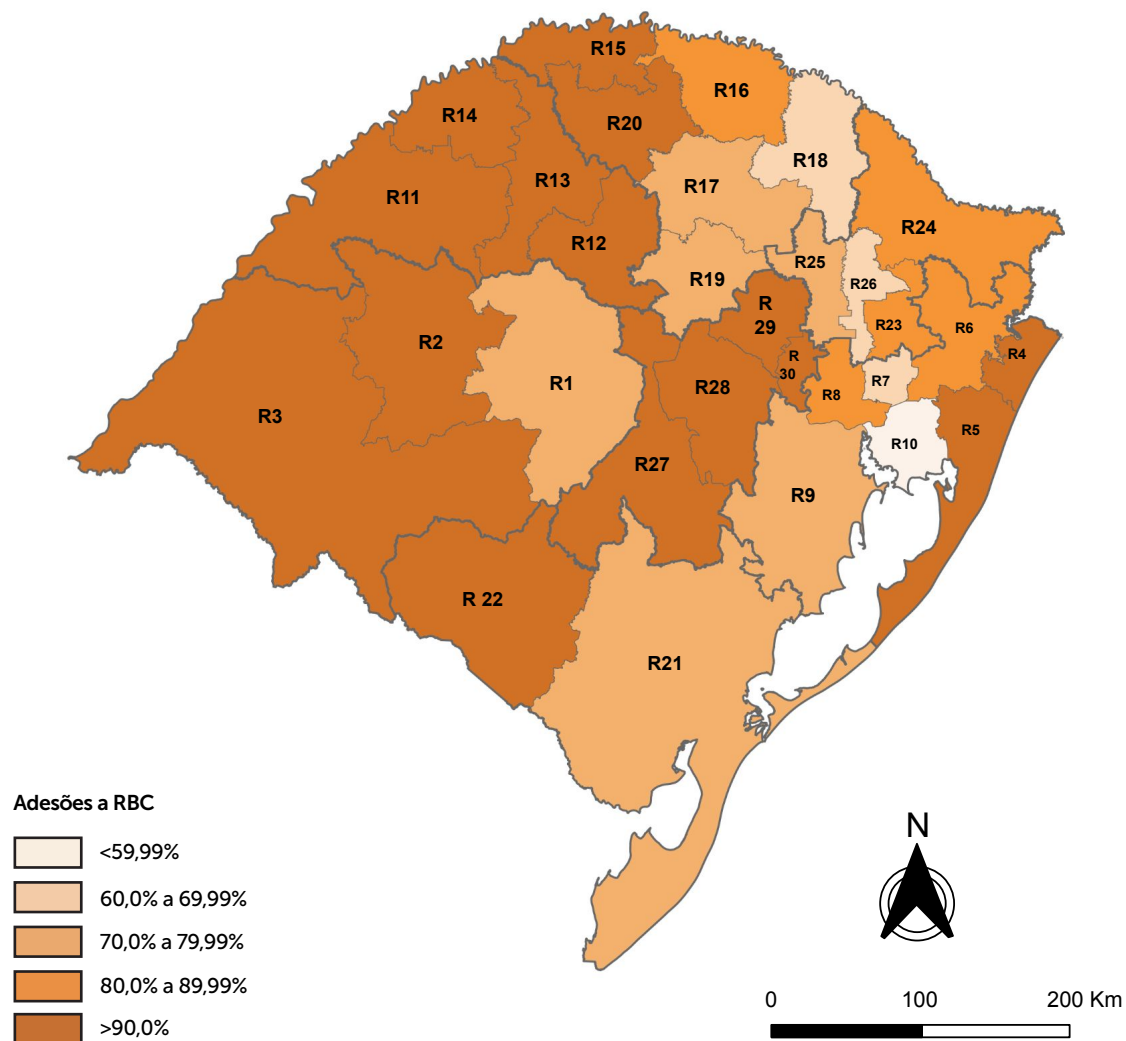 R15
R16
R14
R20
R18
R13
R17
R11
R24
R12
R25
R19
R26
R
29
R23
R6
R2
R4
R
30
R1
R28
R7
R8
R3
R5
R10
R27
R9
R 22
R21
Adesões a RBC
<59,99%
60,0% a 69,99%
70,0% a 79,99%
80,0% a 89,99%
>90,0%
N
0 100 200 Km